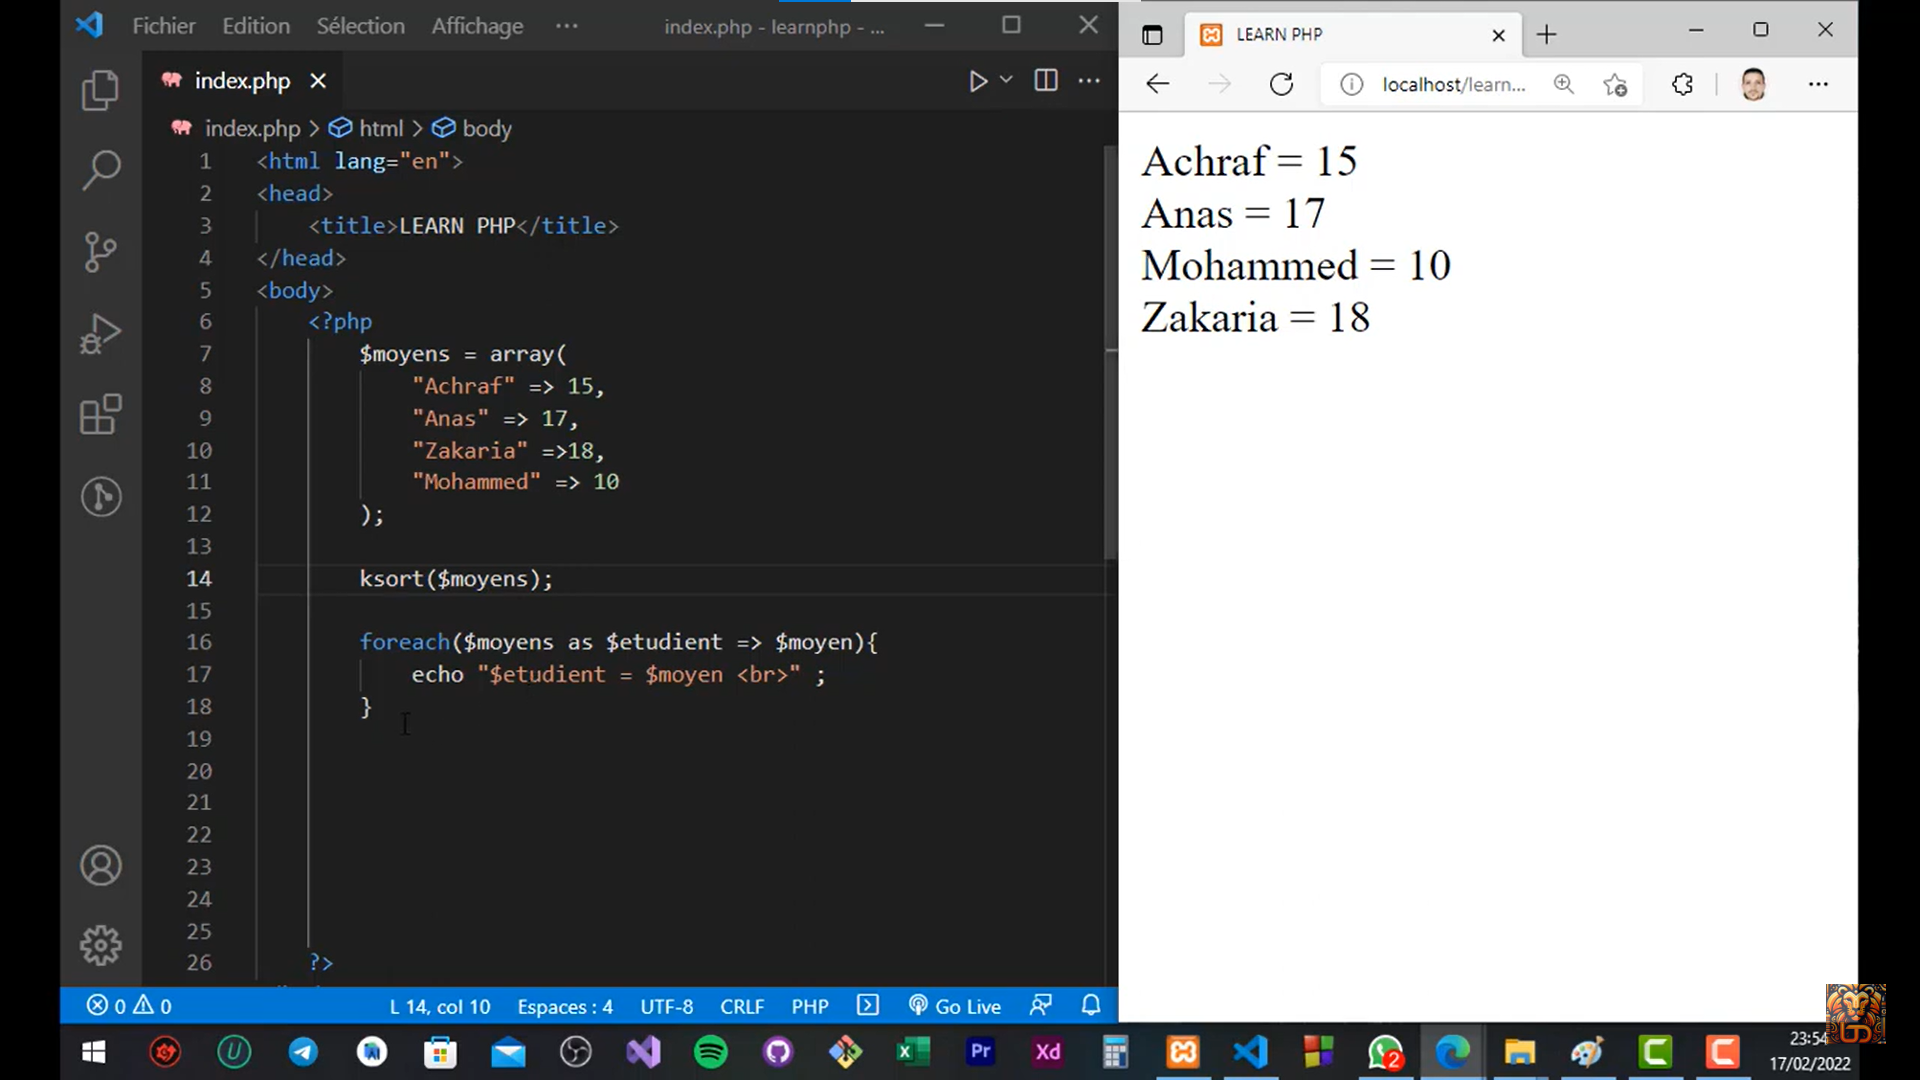 Fichier Edition Sélection Affichage ··· index.php - learnphp - ...
index.php
index.php > html > body
1 <html lang="en">
2 <head>
3 <title>LEARN PHP</title>
4 </head>
5 <body>
6 <?php
7 $moyens = array(
8 "Achraf" => 15,
9 "Anas" => 17,
10 "Zakaria" =>18,
11 "Mohammed" => 10
12 );
13
14 ksort($moyens);
15
16 foreach($moyens as $etudient => $moyen){
17 echo "$etudient = $moyen <br>" ;
18 }
19
20
21
22
23
24
25
26 ?>
0 0 L 14, col 10 Espaces : 4 UTF-8 CRLF PHP Go Live
LEARN PHP
localhost/learn...
Achraf = 15
Anas = 17
Mohammed = 10
Zakaria = 18
Pr Xd 2
23:54
17/02/2022